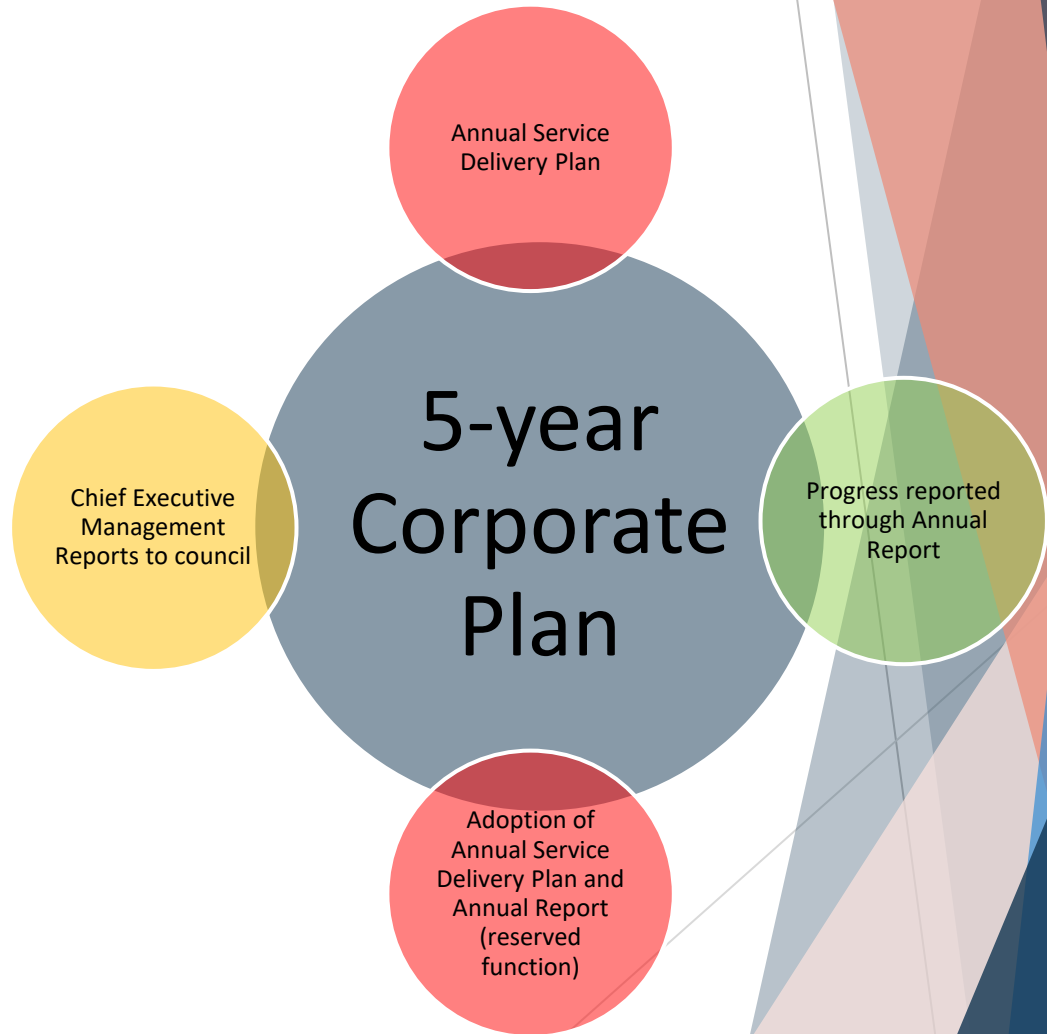 Annual Service
Delivery Plan
5-year
Corporate
Plan
Chief Executive
Management
Reports to council
Progress reported
through Annual
Report
Adoption of
Annual Service
Delivery Plan and
Annual Report
(reserved
function)